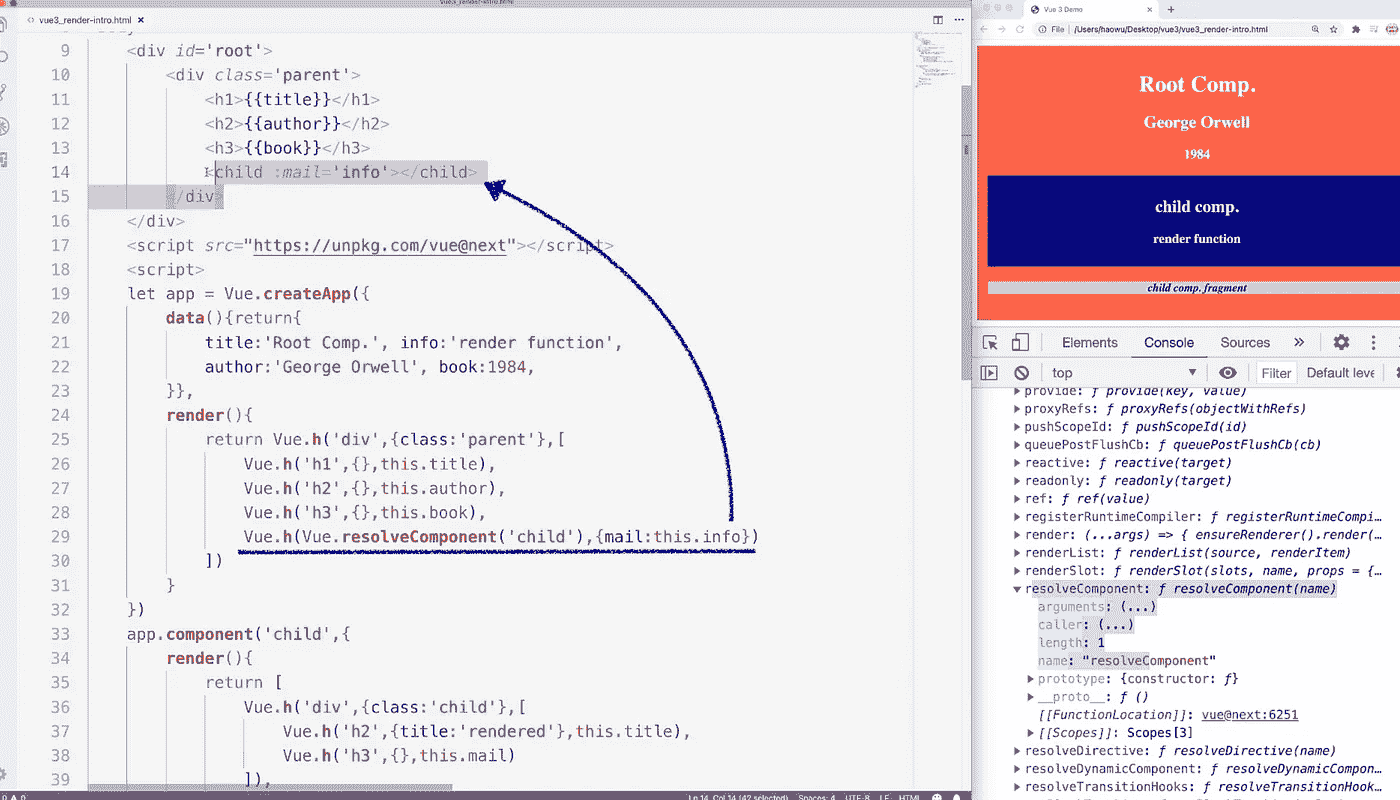 vue3_render-intro.html
vue3_render-intro.html ×
9 <div id='root'>
10 <div class='parent'>
11 <h1>{{title}}</h1>
12 <h2>{{author}}</h2>
13 <h3>{{book}}</h3>
14 <child :mail='info'></child>
15 </div>
16 </div>
17 <script src="https://unpkg.com/vue@next"></script>
18 <script>
19 let app = Vue.createApp({
20 data(){return{
21 title:'Root Comp.', info:'render function',
22 author:'George Orwell', book:1984,
23 }},
24 render(){
25 return Vue.h('div',{class:'parent'},[
26 Vue.h('h1',{},this.title),
27 Vue.h('h2',{},this.author),
28 Vue.h('h3',{},this.book),
29 Vue.h(Vue.resolveComponent('child'),{mail:this.info})
30 ])
31 }
32 })
33 app.component('child',{
34 render(){
35 return [
36 Vue.h('div',{class:'child'},[
37 Vue.h('h2',{title:'rendered'},this.title),
38 Vue.h('h3',{},this.mail)
39 ]),
Ln 14, Col 14 (42 selected) Spaces: 4 UTF-8 LF HTML
Vue 3 Demo
File | /Users/haowu/Desktop/vue3/vue3_render-intro.html
Root Comp.
George Orwell
1984
child comp.
render function
child comp. fragment
Elements Console Sources »
top Filter Default leve
provide: ƒ provide(key, value)
proxyRefs: ƒ proxyRefs(objectWithRefs)
pushScopeId: ƒ pushScopeId(id)
queuePostFlushCb: ƒ queuePostFlushCb(cb)
reactive: ƒ reactive(target)
readonly: ƒ readonly(target)
ref: ƒ ref(value)
registerRuntimeCompiler: ƒ registerRuntimeCompi…
render: (...args) => { ensureRenderer().render(…
renderList: ƒ renderList(source, renderItem)
renderSlot: ƒ renderSlot(slots, name, props = {…
resolveComponent: ƒ resolveComponent(name)
arguments: (...)
caller: (...)
length: 1
name: "resolveComponent"
prototype: {constructor: ƒ}
__proto__: ƒ ()
[[FunctionLocation]]: vue@next:6251
[[Scopes]]: Scopes[3]
resolveDirective: ƒ resolveDirective(name)
resolveDynamicComponent: ƒ resolveDynamicCompon…
resolveTransitionHooks: ƒ resolveTransitionHook…